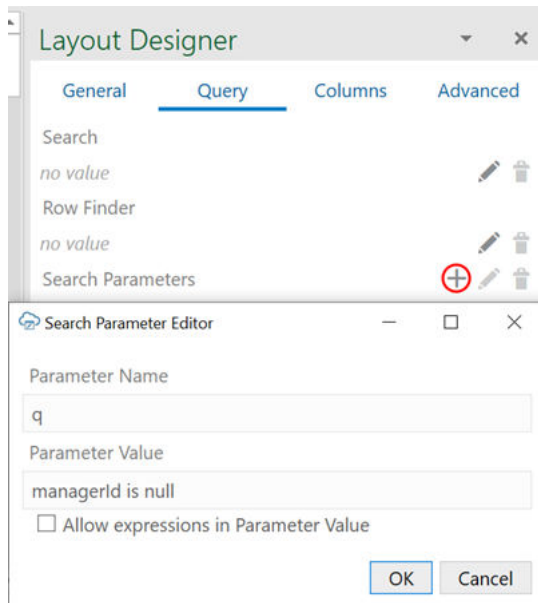 Layout Designer
General Query Columns Advanced
Search
no value
Row Finder
no value
Search Parameters
Search Parameter Editor
Parameter Name
q
Parameter Value
managerId is null
Allow expressions in Parameter Value
OK Cancel